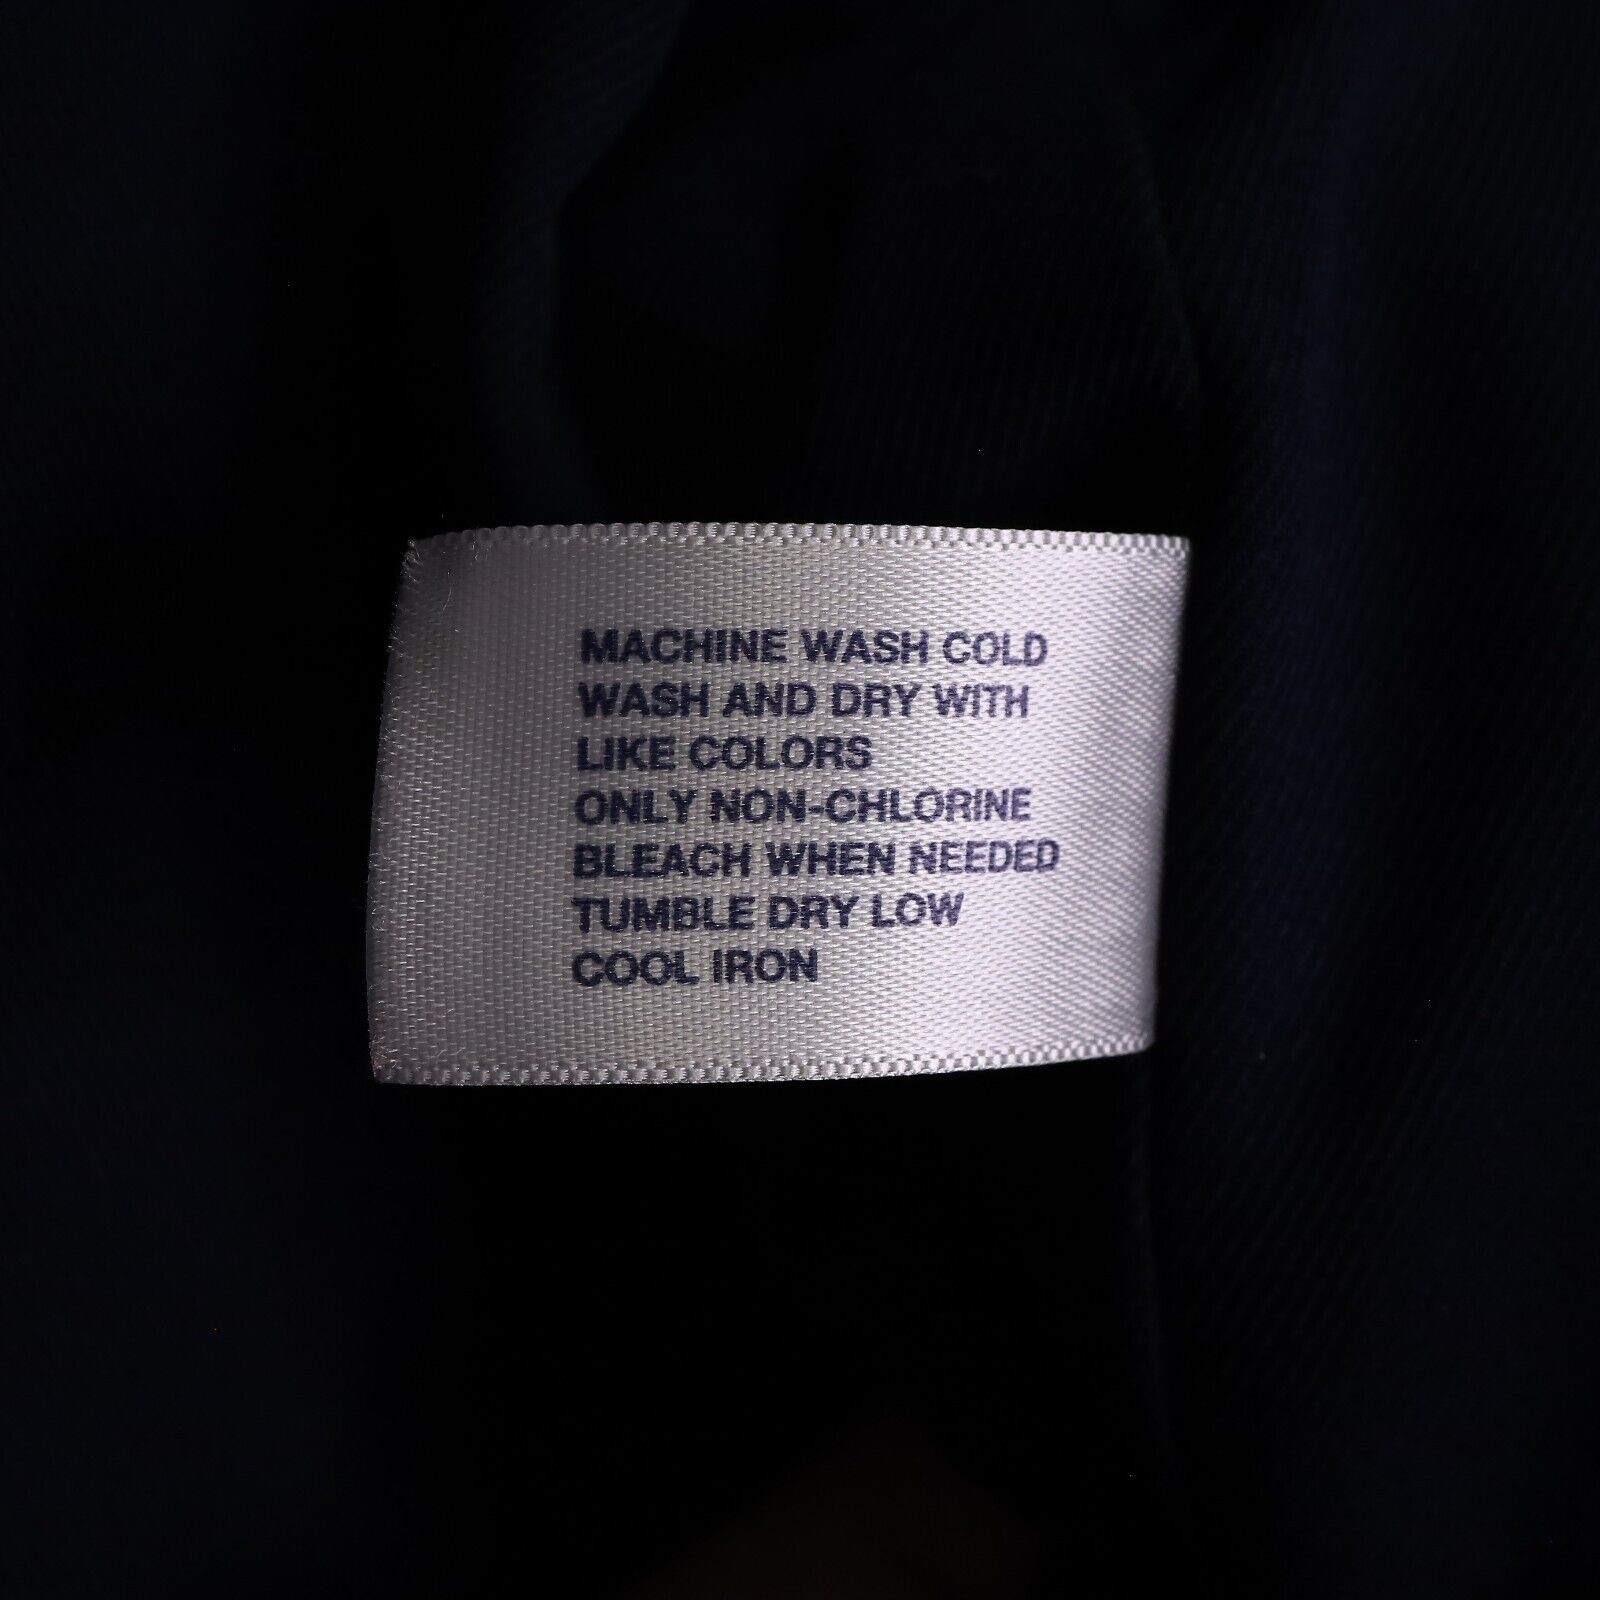 MACHINE WASH COLD
WASH AND DRY WITH
LIKE COLORS
ONLY NON-CHLORINE
BLEACH WHEN NEEDED
TUMBLE DRY LOW
COOL IRON